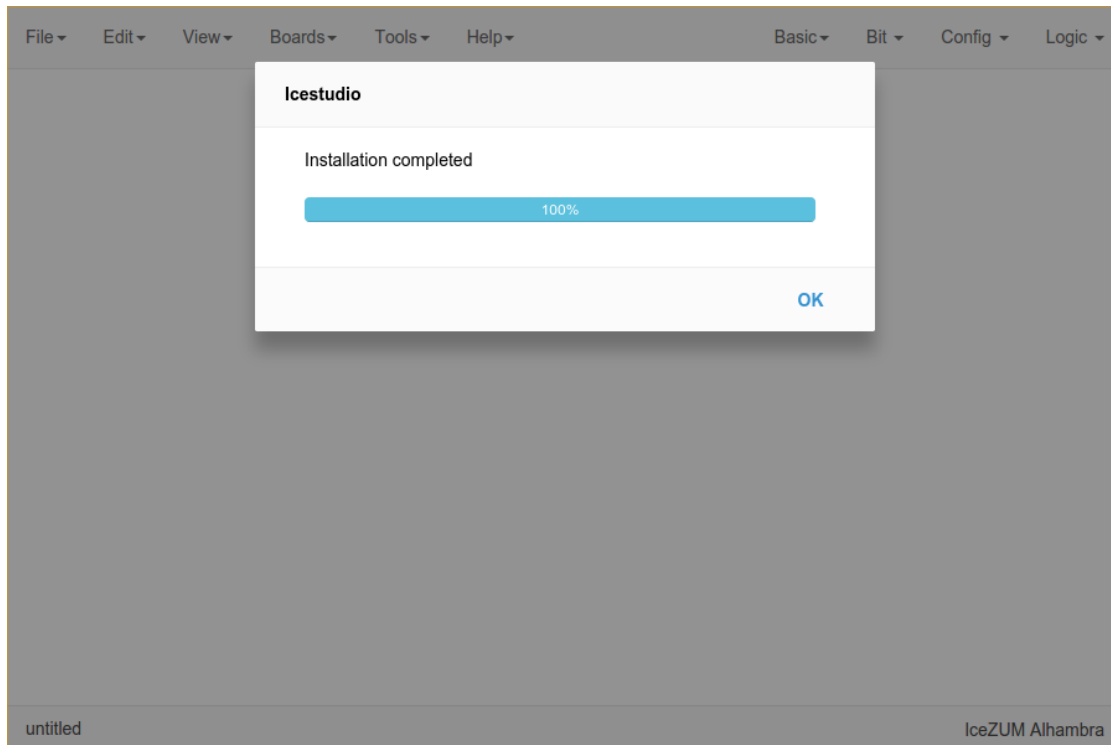 File Edit View Boards Tools Help Basic Bit Config Logic
Icestudio
Installation completed
100%
OK
untitled IceZUM Alhambra